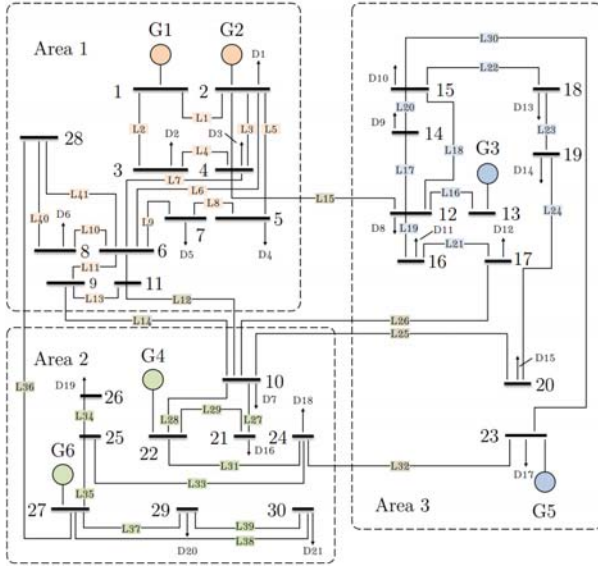 G1 G2 L30
Area 1 D1 D10 L22
1 2 15 18
L1 L20 D13
28 D2 D3 D9 14 L23
L2 L3 L5 L18 G3
L4 L17 D14 19
3 4
L7
L6 L16 L24
L41 L15
L8 12 13
L40 D6 L10 L9 7 5 D8 L19 D11 D12
8 6 L21
L11 D5 D4 16 17
9 11
L13 L12
L14 L26
L25
Area 2 G4 10 D15
D19 D18 20
26 L29 D7
L36 L34 L28 L27 23
25 22 21 24
G6 L31 D16 L32
L33 D17
L35
27 29 30 Area 3 G5
L37 L39
L38
D20 D21